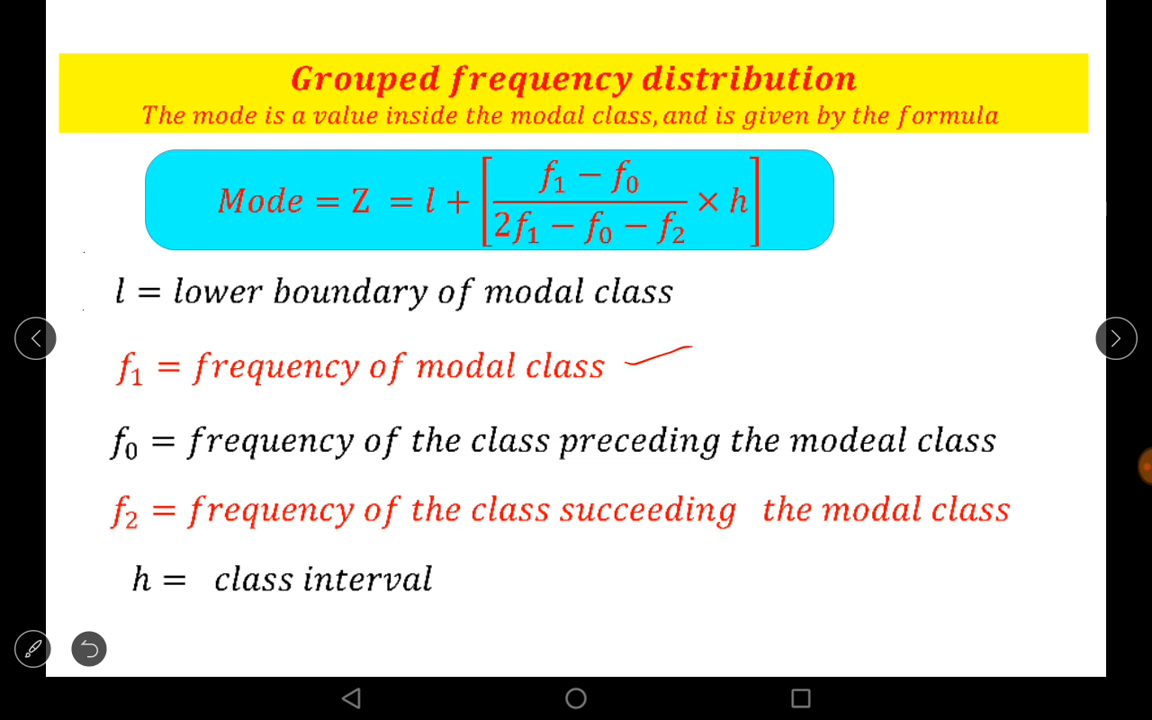 Grouped frequency distribution
The mode is a value inside the modal class, and is given by the formula
Mode = Z = l + [ (f₁ − f₀) / (2f₁ − f₀ − f₂) × h ]
l = lower boundary of modal class
f₁ = frequency of modal class
f₀ = frequency of the class preceding the modeal class
f₂ = frequency of the class succeeding the modal class
h = class interval